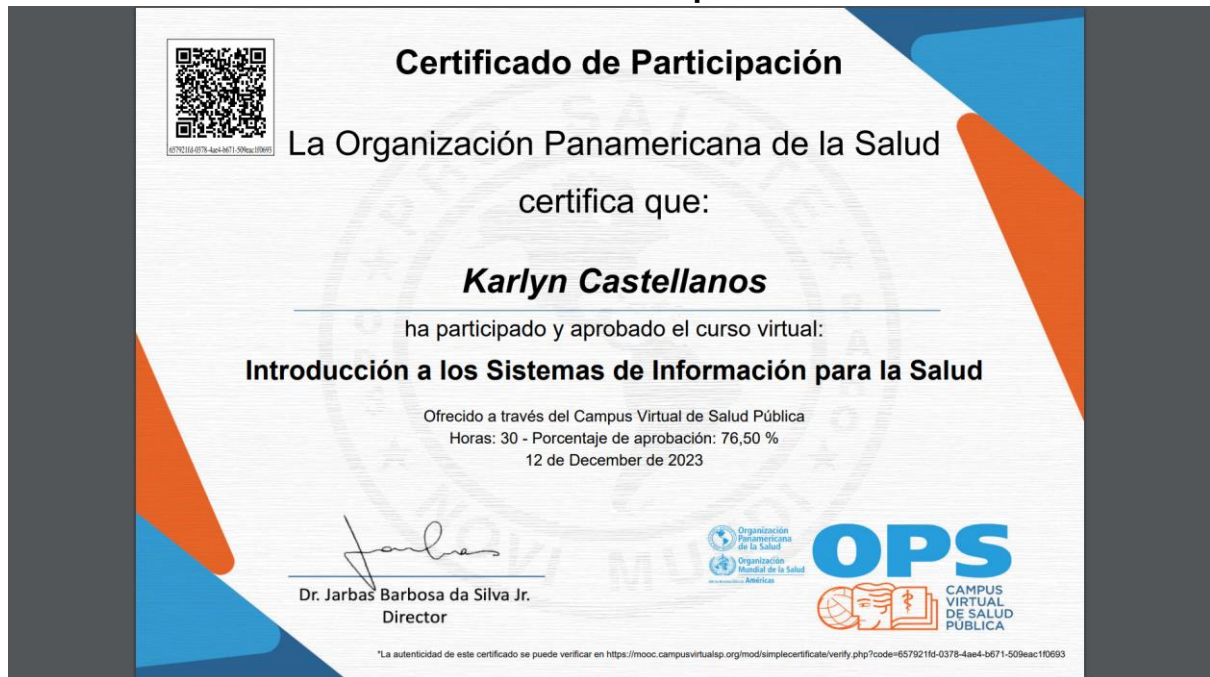 Certificado de Participación
657921fd-0378-4ae4-b671-509eac1f0693
La Organización Panamericana de la Salud
certifica que:
Karlyn Castellanos
ha participado y aprobado el curso virtual:
Introducción a los Sistemas de Información para la Salud
Ofrecido a través del Campus Virtual de Salud Pública
Horas: 30 - Porcentaje de aprobación: 76,50 %
12 de December de 2023
PRO SALUTE
NOVI MUNDI
Dr. Jarbas Barbosa da Silva Jr.
Director
Organización
Panamericana
de la Salud
Organización
Mundial de la Salud
Américas
OPS
CAMPUS
VIRTUAL
DE SALUD
PÚBLICA
*La autenticidad de este certificado se puede verificar en https://mooc.campusvirtualsp.org/mod/simplecertificate/verify.php?code=657921fd-0378-4ae4-b671-509eac1f0693